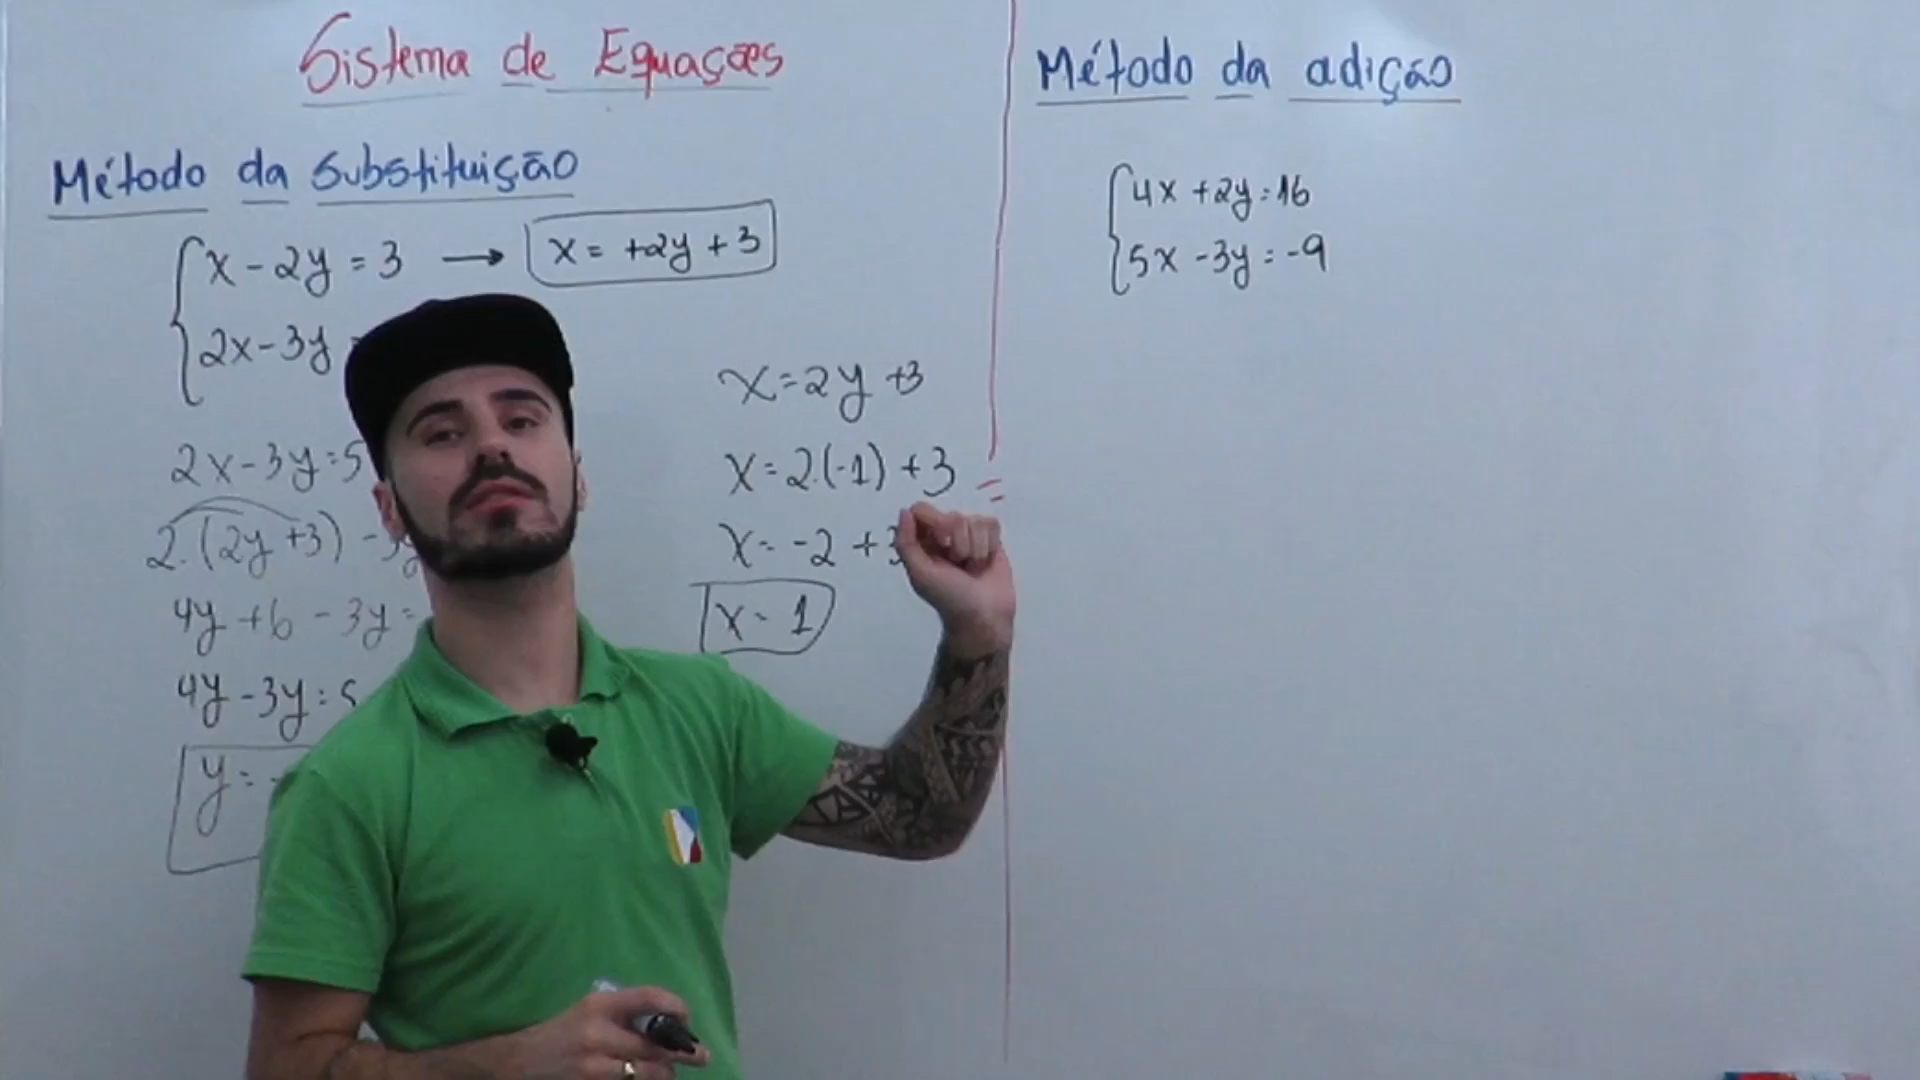 Sistema de Equações
Método da Substituição
x - 2y = 3 → x = +2y + 3
2x - 3y
2x - 3y = 5
2.(2y +3) - 3y
4y + 6 - 3y =
4y - 3y = 5
y = -
x = 2y + 3
x = 2.(-1) + 3
x = -2 + 3
x = 1
Método da adição
4x + 2y = 16
5x - 3y = -9